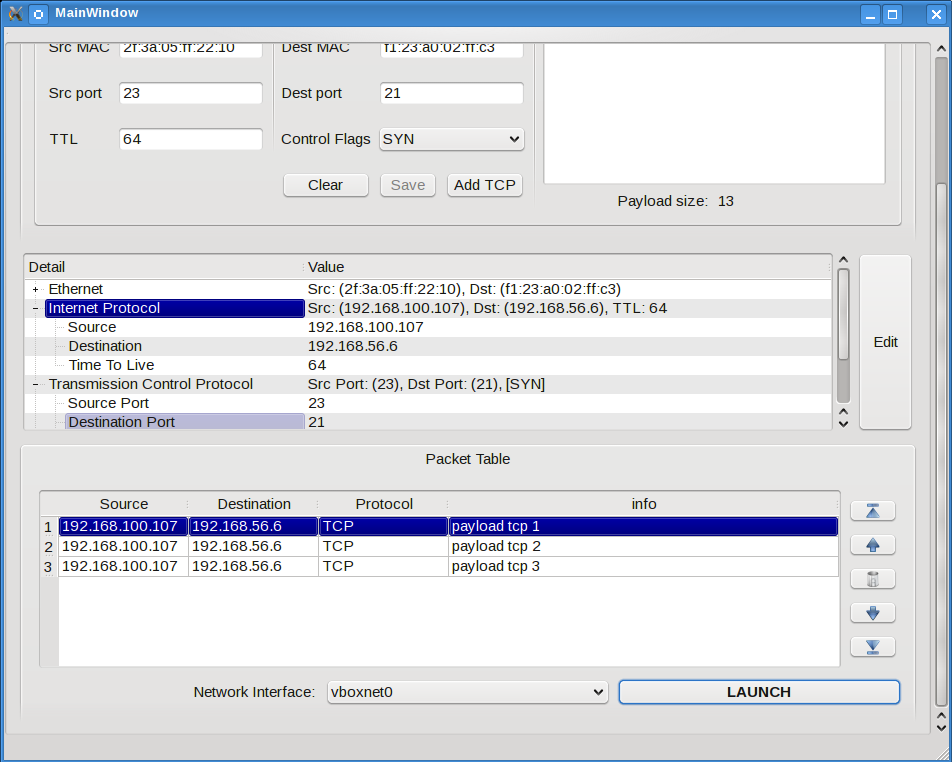 MainWindow
Src MAC 2f:3a:05:ff:22:10 Dest MAC f1:23:a0:02:ff:c3
Src port 23 Dest port 21
TTL 64 Control Flags SYN
Clear Save Add TCP
Payload size: 13
Detail Value
Ethernet Src: (2f:3a:05:ff:22:10), Dst: (f1:23:a0:02:ff:c3)
Internet Protocol Src: (192.168.100.107), Dst: (192.168.56.6), TTL: 64
Source 192.168.100.107
Destination 192.168.56.6
Time To Live 64
Transmission Control Protocol Src Port: (23), Dst Port: (21), [SYN]
Source Port 23
Destination Port 21
Edit
Packet Table
Source Destination Protocol info
1 192.168.100.107 192.168.56.6 TCP payload tcp 1
2 192.168.100.107 192.168.56.6 TCP payload tcp 2
3 192.168.100.107 192.168.56.6 TCP payload tcp 3
Network Interface: vboxnet0 LAUNCH